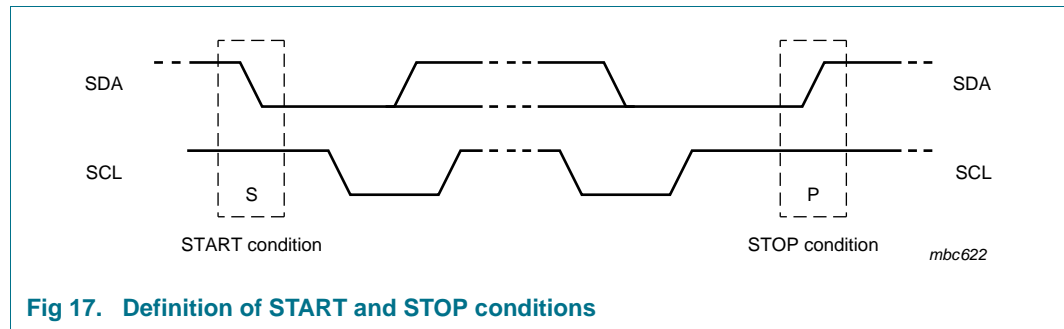 SDA SDA
SCL SCL
S P
START condition STOP condition
mbc622
Fig 17. Definition of START and STOP conditions